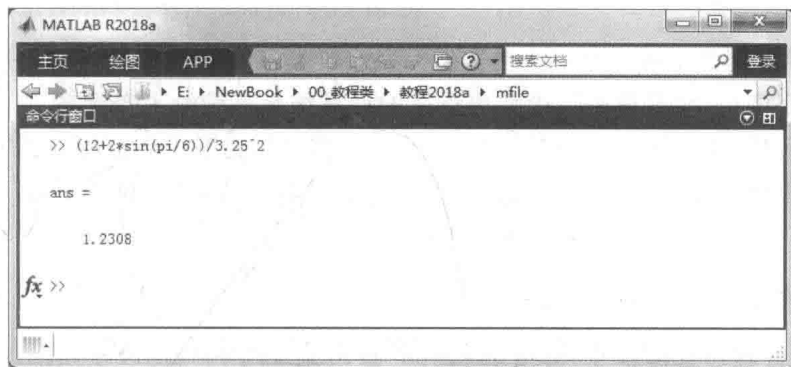 MATLAB R2018a
主页 绘图 APP 搜索文档 登录
E: ▸ NewBook ▸ 00_教程类 ▸ 教程2018a ▸ mfile
命令行窗口
>> (12+2*sin(pi/6))/3.25^2
ans =
1.2308
fx >>